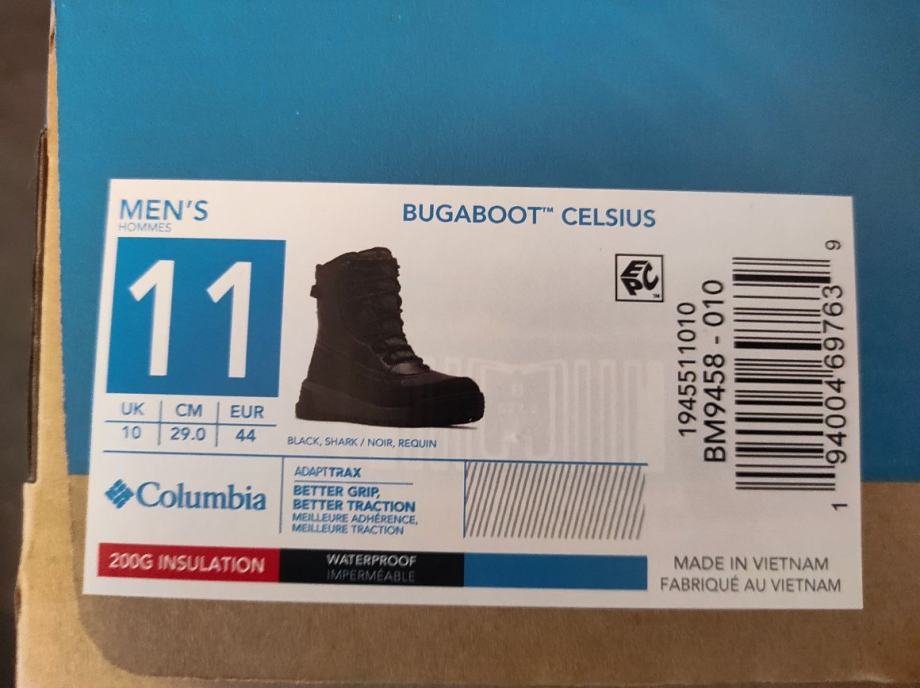 MEN'S
HOMMES
11
UK CM EUR
10 29.0 44
BUGABOOT™ CELSIUS
BLACK, SHARK / NOIR, REQUIN
EPC™
1945511010
BM9458 - 010
1 94004 69763 9
Columbia
ADAPTTRAX
BETTER GRIP,
BETTER TRACTION
MEILLEURE ADHÉRENCE,
MEILLEURE TRACTION
200G INSULATION
WATERPROOF
IMPERMÉABLE
MADE IN VIETNAM
FABRIQUÉ AU VIETNAM